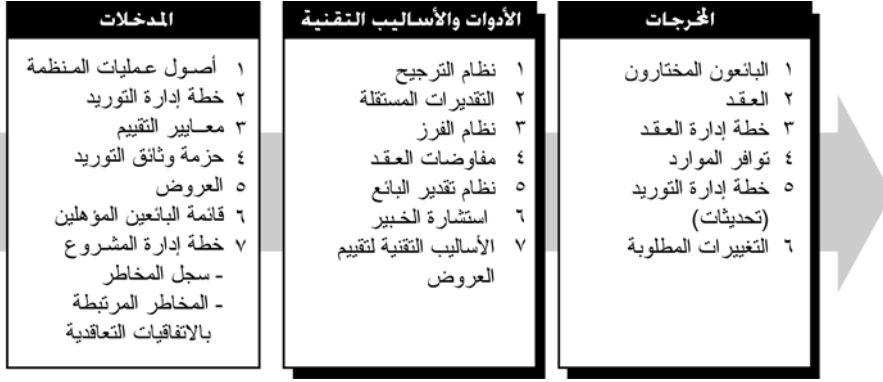 المدخلات
١ أصول عمليات المنظمة
٢ خطة إدارة التوريد
٣ معايير التقييم
٤ حزمة وثائق التوريد
٥ العروض
٦ قائمة البائعين المؤهلين
٧ خطة إدارة المشروع
- سجل المخاطر
- المخاطر المرتبطة
بالاتفاقيات التعاقدية
الأدوات والأساليب التقنية
١ نظام الترجيح
٢ التقديرات المستقلة
٣ نظام الفرز
٤ مفاوضات العقد
٥ نظام تقدير البائع
٦ استشارة الخبير
٧ الأساليب التقنية لتقييم
العروض
المخرجات
١ البائعون المختارون
٢ العقد
٣ خطة إدارة العقد
٤ توافر الموارد
٥ خطة إدارة التوريد
(تحديثات)
٦ التغييرات المطلوبة